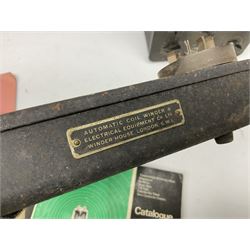 AUTOMATIC COIL WINDER &
ELECTRICAL EQUIPMENT Co LTD
WINDER HOUSE, LONDON, S.W.1.
Catalogue